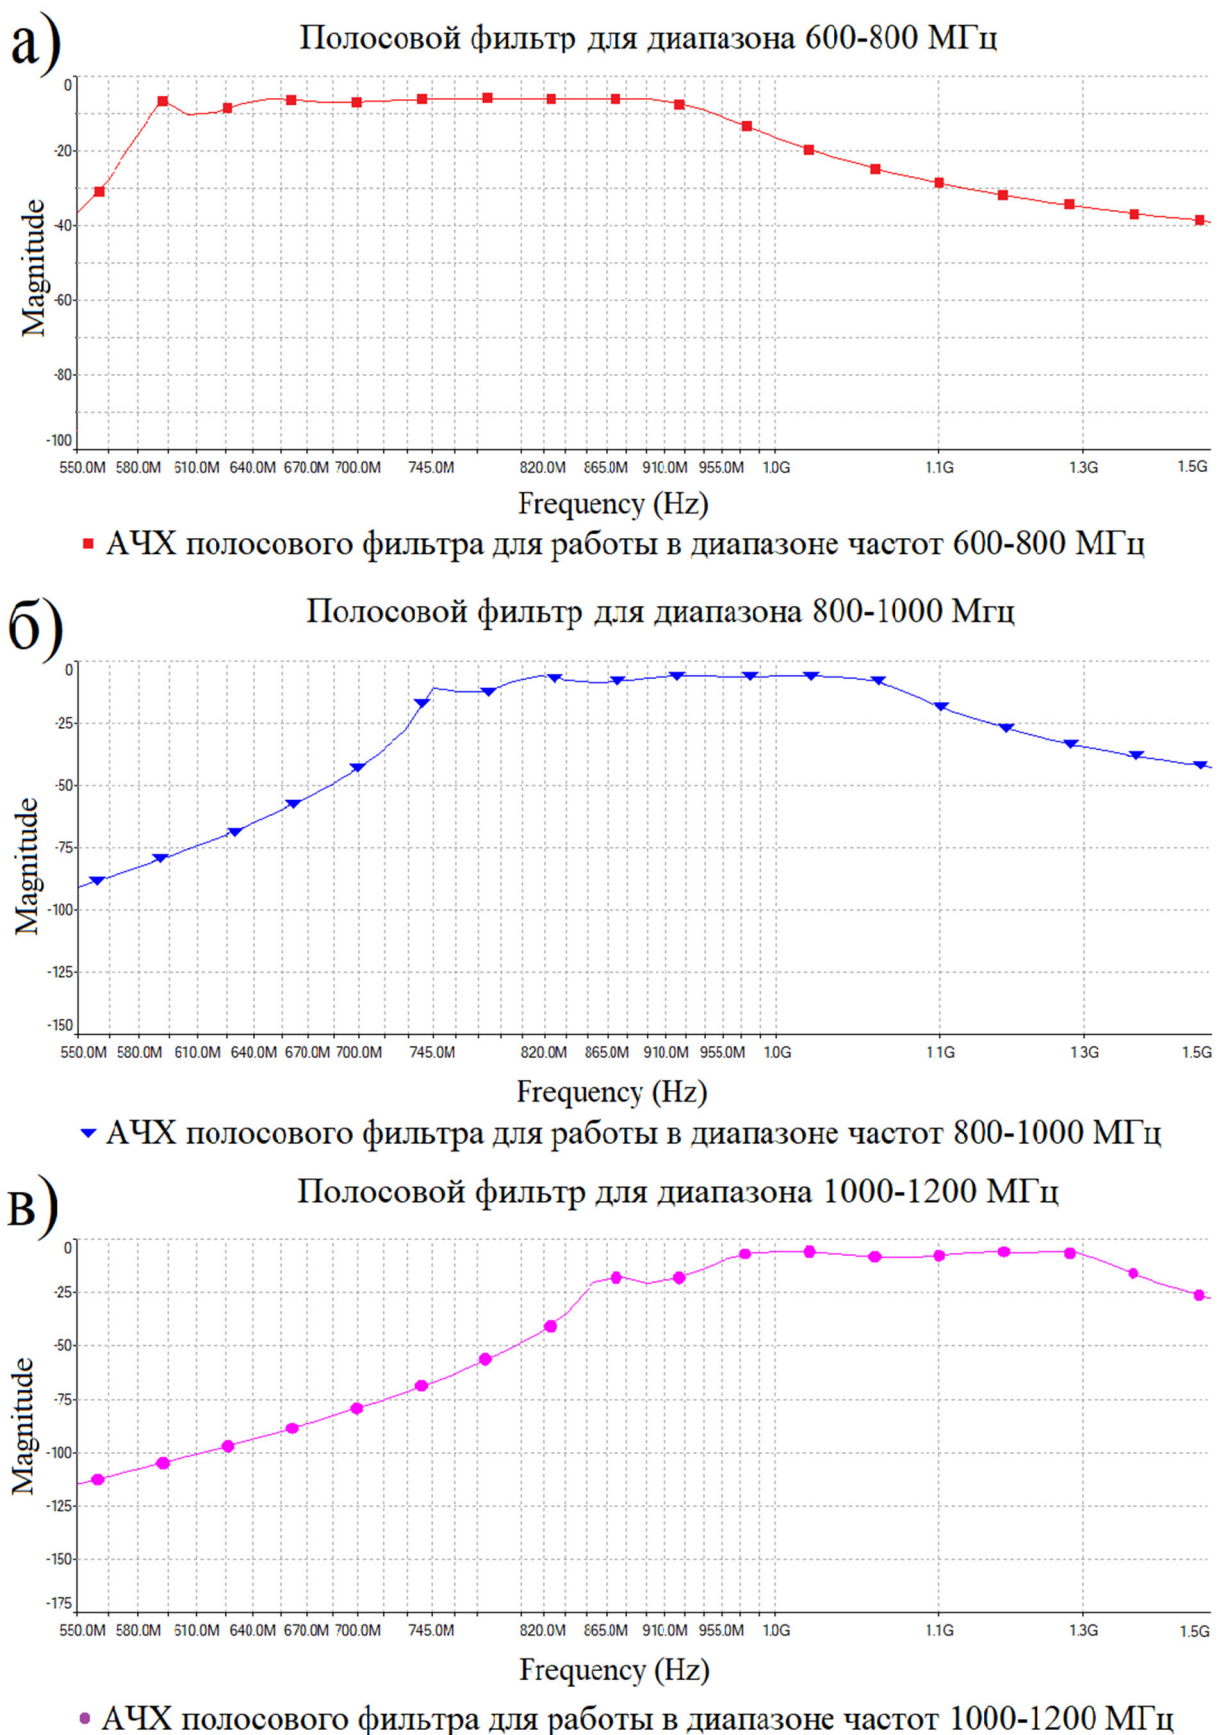 а)
Полосовой фильтр для диапазона 600-800 МГц
0
-20
-40
-60
-80
-100
Magnitude
550.0M 580.0M 610.0M 640.0M 670.0M 700.0M 745.0M 820.0M 865.0M 910.0M 955.0M 1.0G 1.1G 1.3G 1.5G
Frequency (Hz)
АЧХ полосового фильтра для работы в диапазоне частот 600-800 МГц
б)
Полосовой фильтр для диапазона 800-1000 Мгц
0
-25
-50
-75
-100
-125
-150
Magnitude
550.0M 580.0M 610.0M 640.0M 670.0M 700.0M 745.0M 820.0M 865.0M 910.0M 955.0M 1.0G 1.1G 1.3G 1.5G
Frequency (Hz)
АЧХ полосового фильтра для работы в диапазоне частот 800-1000 МГц
в)
Полосовой фильтр для диапазона 1000-1200 МГц
0
-25
-50
-75
-100
-125
-150
-175
Magnitude
550.0M 580.0M 610.0M 640.0M 670.0M 700.0M 745.0M 820.0M 865.0M 910.0M 955.0M 1.0G 1.1G 1.3G 1.5G
Frequency (Hz)
АЧХ полосового фильтра для работы в диапазоне частот 1000-1200 МГц